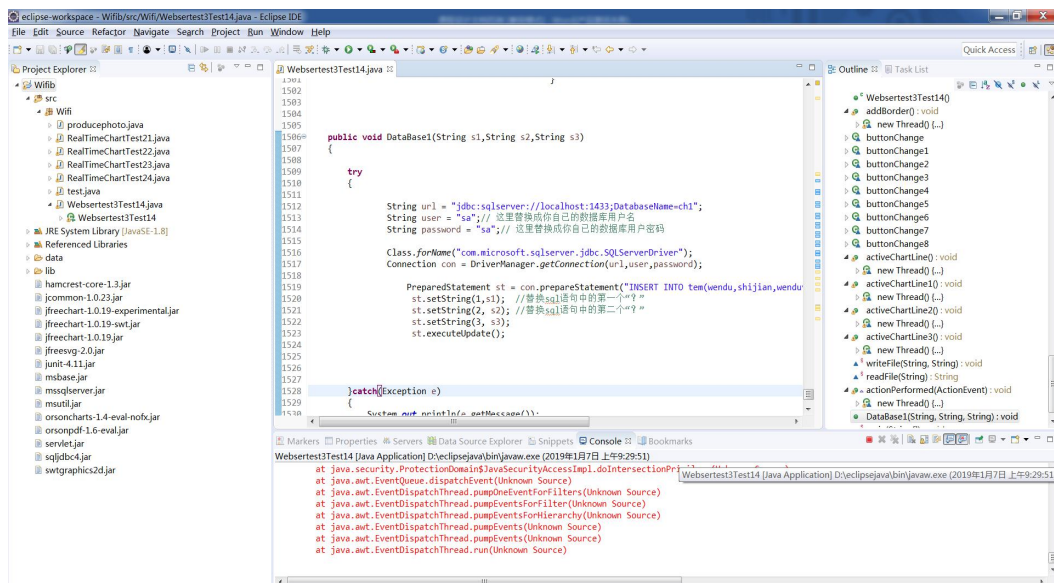 eclipse-workspace - Wifib/src/Wifi/Websertest3Test14.java - Eclipse IDE
File Edit Source Refactor Navigate Search Project Run Window Help
Quick Access
Project Explorer
Wifib
src
Wifi
producephoto.java
RealTimeChartTest21.java
RealTimeChartTest22.java
RealTimeChartTest23.java
RealTimeChartTest24.java
test.java
Websertest3Test14.java
Websertest3Test14
JRE System Library [JavaSE-1.8]
Referenced Libraries
data
lib
hamcrest-core-1.3.jar
jcommon-1.0.23.jar
jfreechart-1.0.19-experimental.jar
jfreechart-1.0.19-swt.jar
jfreechart-1.0.19.jar
jfreesvg-2.0.jar
junit-4.11.jar
msbase.jar
mssqlserver.jar
msutil.jar
orsoncharts-1.4-eval-nofx.jar
orsonpdf-1.6-eval.jar
servlet.jar
sqljdbc4.jar
swtgraphics2d.jar
Websertest3Test14.java
1501 }
1502
1503
1504
1505
1506 public void DataBase1(String s1,String s2,String s3)
1507 {
1508
1509 try
1510 {
1511
1512 String url = "jdbc:sqlserver://localhost:1433;DatabaseName=ch1";
1513 String user = "sa";// 这里替换成你自已的数据库用户名
1514 String password = "sa";// 这里替换成你自已的数据库用户密码
1515
1516 Class.forName("com.microsoft.sqlserver.jdbc.SQLServerDriver");
1517 Connection con = DriverManager.getConnection(url,user,password);
1518
1519 PreparedStatement st = con.prepareStatement("INSERT INTO tem(wendu,shijian,wendu
1520 st.setString(1,s1); //替换sql语句中的第一个“？”
1521 st.setString(2, s2); //替换sql语句中的第二个“？”
1522 st.setString(3, s3);
1523 st.executeUpdate();
1524
1525
1526
1527
1528 }catch(Exception e)
1529 {
1530 System.out.println(e.getMessage());
Outline Task List
Websertest3Test14()
addBorder() : void
new Thread() {...}
buttonChange
buttonChange1
buttonChange2
buttonChange3
buttonChange4
buttonChange5
buttonChange6
buttonChange7
buttonChange8
activeChartLine() : void
new Thread() {...}
activeChartLine1() : void
new Thread() {...}
activeChartLine2() : void
new Thread() {...}
activeChartLine3() : void
new Thread() {...}
writeFile(String, String) : void
readFile(String) : String
actionPerformed(ActionEvent) : void
new Thread() {...}
DataBase1(String, String, String) : void
Markers Properties Servers Data Source Explorer Snippets Console Bookmarks
Websertest3Test14 [Java Application] D:\eclipsejava\bin\javaw.exe (2019年1月7日 上午9:29:51)
at java.security.ProtectionDomain$JavaSecurityAccessImpl.doIntersectionPri
Websertest3Test14 [Java Application] D:\eclipsejava\bin\javaw.exe (2019年1月7日 上午9:29:51
at java.awt.EventQueue.dispatchEvent(Unknown Source)
at java.awt.EventDispatchThread.pumpOneEventForFilters(Unknown Source)
at java.awt.EventDispatchThread.pumpEventsForFilter(Unknown Source)
at java.awt.EventDispatchThread.pumpEventsForHierarchy(Unknown Source)
at java.awt.EventDispatchThread.pumpEvents(Unknown Source)
at java.awt.EventDispatchThread.pumpEvents(Unknown Source)
at java.awt.EventDispatchThread.run(Unknown Source)